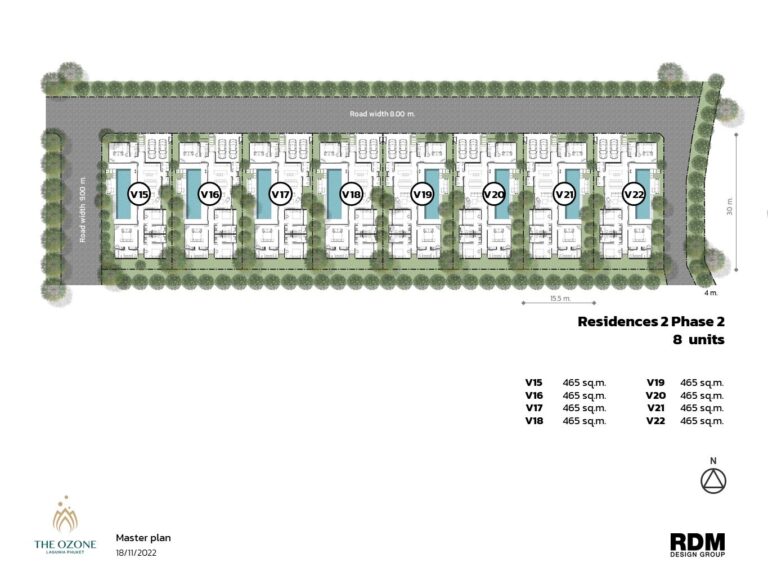 Road width 8.00 m.
Road width 9.00 m.
V15
V16
V17
V18
V19
V20
V21
V22
30 m.
4 m.
15.5 m.
Residences 2 Phase 2
8 units
V15 465 sq.m. V19 465 sq.m.
V16 465 sq.m. V20 465 sq.m.
V17 465 sq.m. V21 465 sq.m.
V18 465 sq.m. V22 465 sq.m.
N
THE OZONE
LAGUNA PHUKET
Master plan
18/11/2022
RDM
DESIGN GROUP